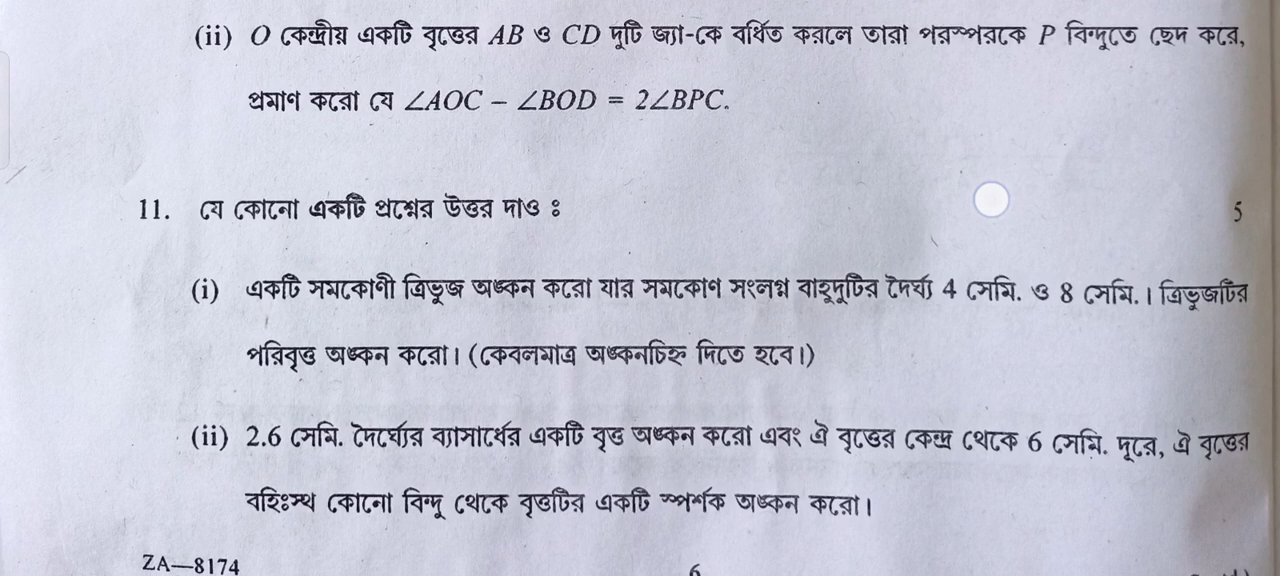 (ii) O কেন্দ্রীয় একটি বৃত্তের AB ও CD দুটি জ্যা-কে বর্ধিত করলে তারা পরস্পরকে P বিন্দুতে ছেদ করে,
প্রমাণ করো যে ∠AOC – ∠BOD = 2∠BPC.
11. যে কোনো একটি প্রশ্নের উত্তর দাও ঃ 5
(i) একটি সমকোণী ত্রিভুজ অঙ্কন করো যার সমকোণ সংলগ্ন বাহুদুটির দৈর্ঘ্য 4 সেমি. ও 8 সেমি.। ত্রিভুজটির
পরিবৃত্ত অঙ্কন করো। (কেবলমাত্র অঙ্কনচিহ্ন দিতে হবে।)
(ii) 2.6 সেমি. দৈর্ঘ্যের ব্যাসার্ধের একটি বৃত্ত অঙ্কন করো এবং ঐ বৃত্তের কেন্দ্র থেকে 6 সেমি. দূরে, ঐ বৃত্তের
বহিঃস্থ কোনো বিন্দু থেকে বৃত্তটির একটি স্পর্শক অঙ্কন করো।
ZA—8174 6